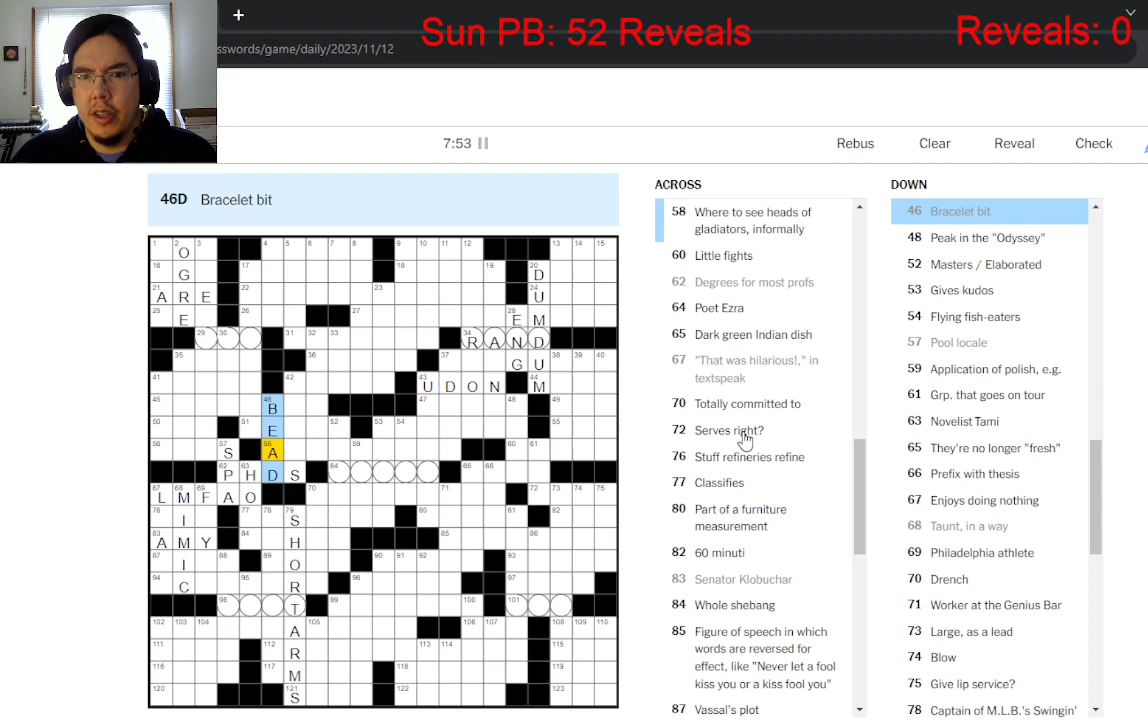 Sun PB: 52 Reveals
Reveals: 0
+
sswords/game/daily/2023/11/12
7:53
Rebus
Clear
Reveal
Check
46D Bracelet bit
ACROSS
58 Where to see heads of
gladiators, informally
60 Little fights
62 Degrees for most profs
64 Poet Ezra
65 Dark green Indian dish
67 "That was hilarious!," in
textspeak
70 Totally committed to
72 Serves right?
76 Stuff refineries refine
77 Classifies
80 Part of a furniture
measurement
82 60 minuti
83 Senator Klobuchar
84 Whole shebang
85 Figure of speech in which
words are reversed for
effect, like "Never let a fool
kiss you or a kiss fool you"
87 Vassal's plot
DOWN
46 Bracelet bit
48 Peak in the "Odyssey"
52 Masters / Elaborated
53 Gives kudos
54 Flying fish-eaters
57 Pool locale
59 Application of polish, e.g.
61 Grp. that goes on tour
63 Novelist Tami
65 They're no longer "fresh"
66 Prefix with thesis
67 Enjoys doing nothing
68 Taunt, in a way
69 Philadelphia athlete
70 Drench
71 Worker at the Genius Bar
73 Large, as a lead
74 Blow
75 Give lip service?
78 Captain of M.L.B.'s Swingin'
O
G D
A R E U
E E M
R A N D
G U
U D O N M
B
E
S A
P H D S
L M F A O
I S
A M Y H
I O
C R
T
A
R
M
S